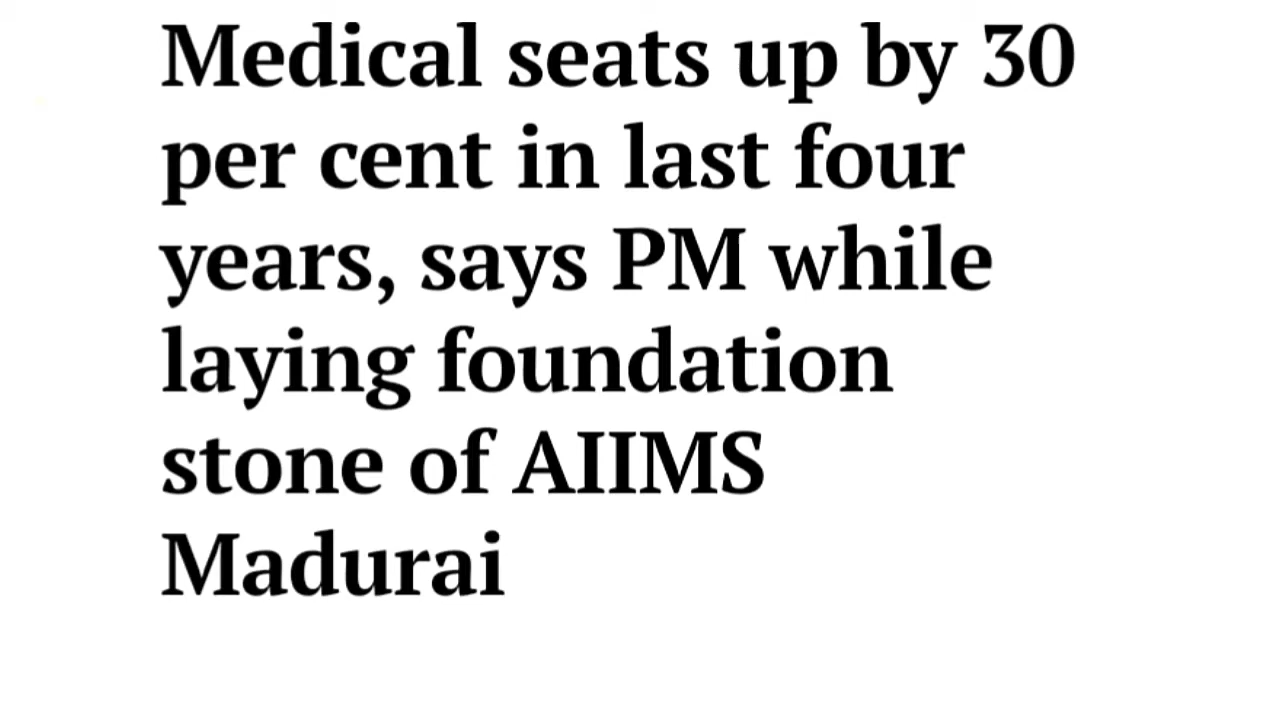 Medical seats up by 30
per cent in last four
years, says PM while
laying foundation
stone of AIIMS
Madurai